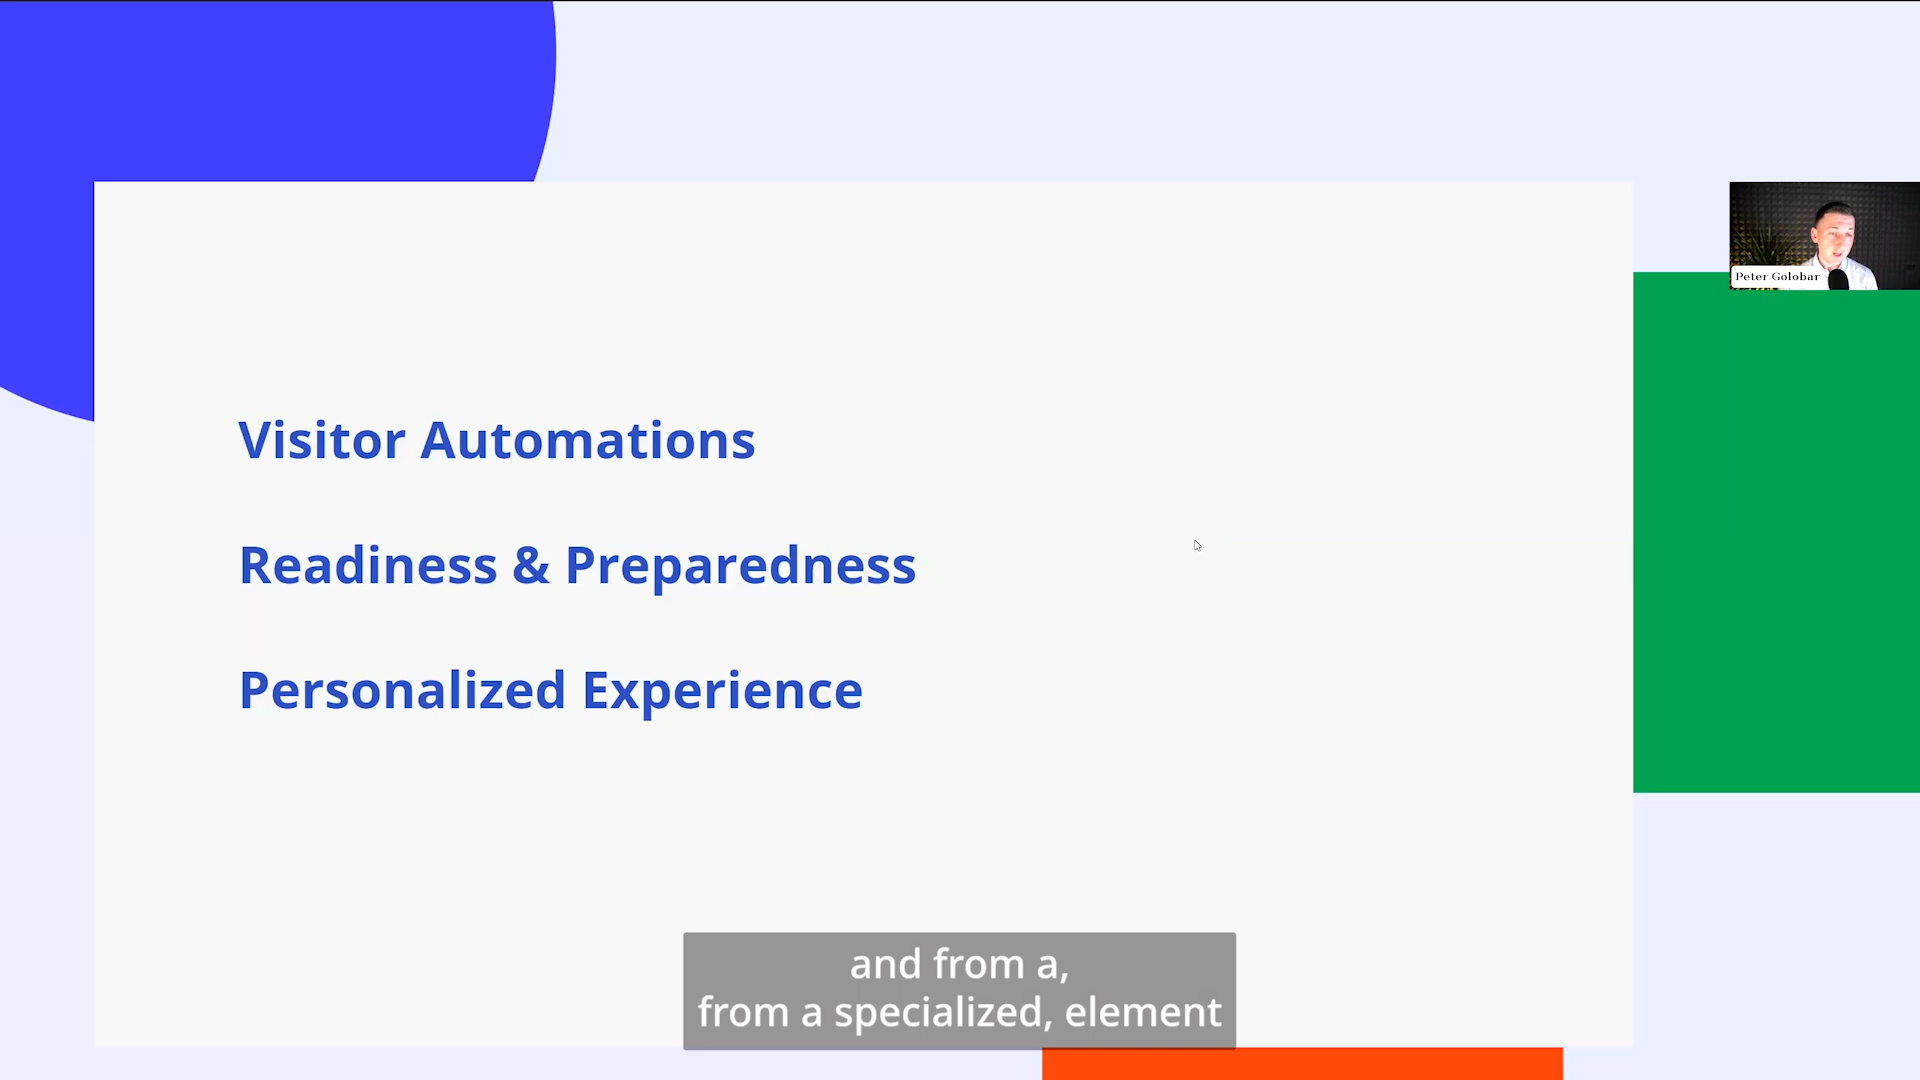 Peter Golobar
Visitor Automations
Readiness & Preparedness
Personalized Experience
and from a,
from a specialized, element